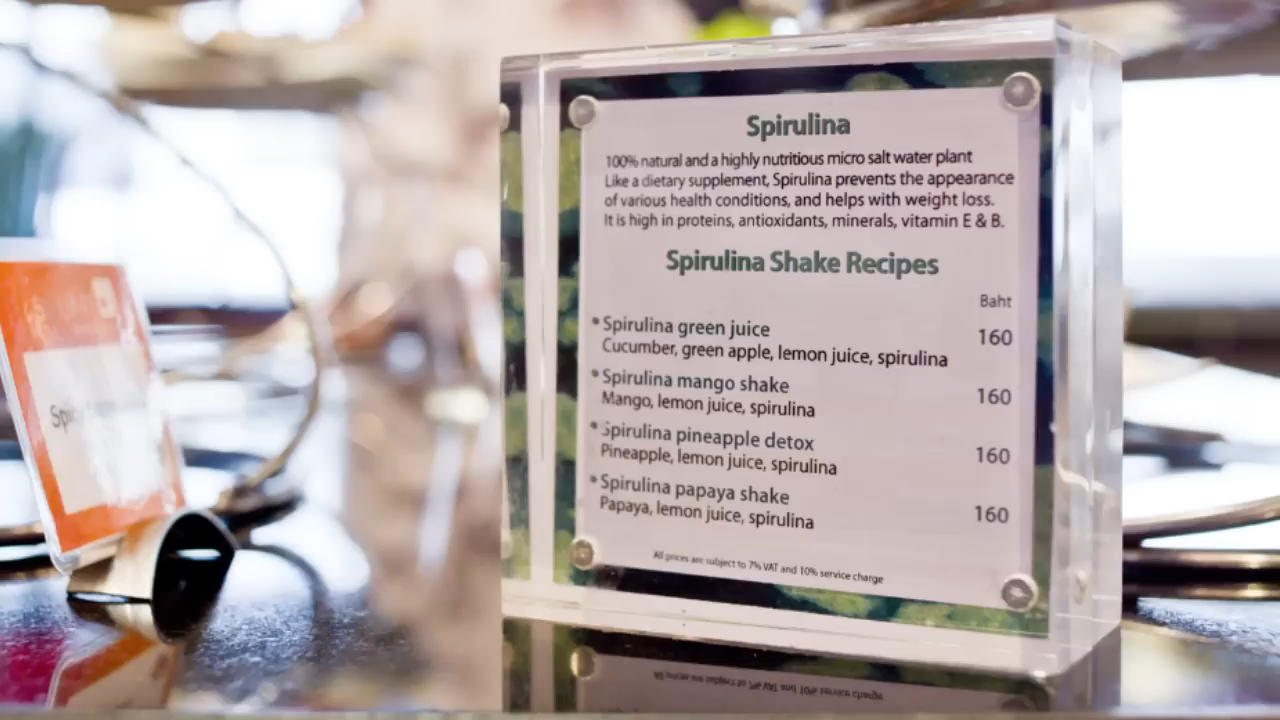 Spirulina
100% natural and a highly nutritious micro salt water plant
Like a dietary supplement, Spirulina prevents the appearance
of various health conditions, and helps with weight loss.
It is high in proteins, antioxidants, minerals, vitamin E & B.
Spirulina Shake Recipes
Baht
• Spirulina green juice 160
Cucumber, green apple, lemon juice, spirulina
• Spirulina mango shake 160
Mango, lemon juice, spirulina
• Spirulina pineapple detox 160
Pineapple, lemon juice, spirulina
• Spirulina papaya shake 160
Papaya, lemon juice, spirulina
All prices are subject to 7% VAT and 10% service charge